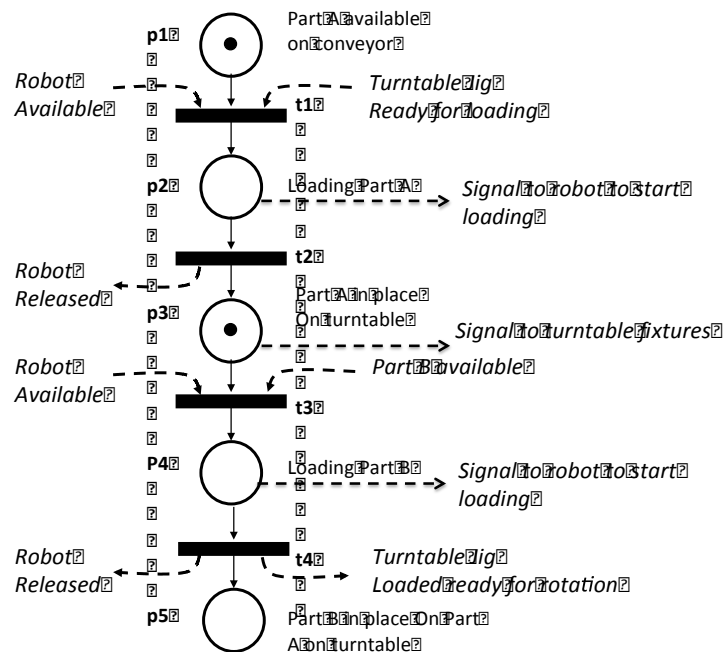 p1
Part A available
on conveyor
Robot
Available
Turntable Jig
Ready for loading
t1
p2
Loading Part A
Signal to robot to start
loading
t2
Robot
Released
Part A in place
On turntable
p3
Signal to turntable fixtures
Robot
Available
Part B available
t3
P4
Loading Part B
Signal to robot to start
loading
Robot
Released
t4
Turntable Jig
Loaded ready for rotation
p5
Part B in place On Part
A on turntable